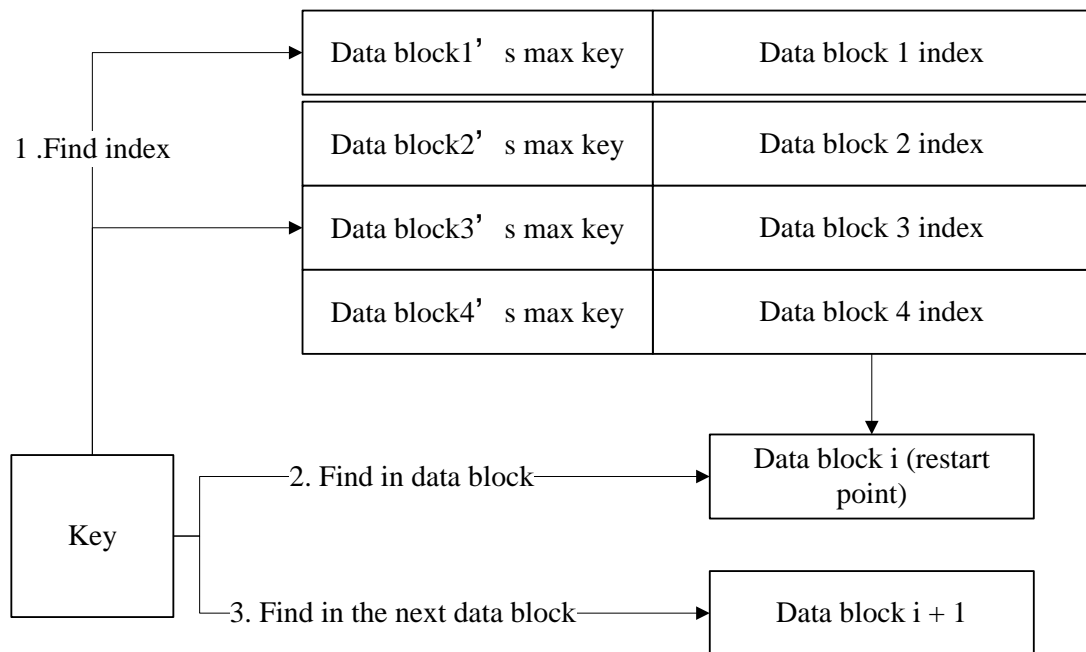 Data block1’ s max key
Data block 1 index
1 .Find index
Data block2’ s max key
Data block 2 index
Data block3’ s max key
Data block 3 index
Data block4’ s max key
Data block 4 index
Key
2. Find in data block
Data block i (restart
point)
3. Find in the next data block
Data block i + 1